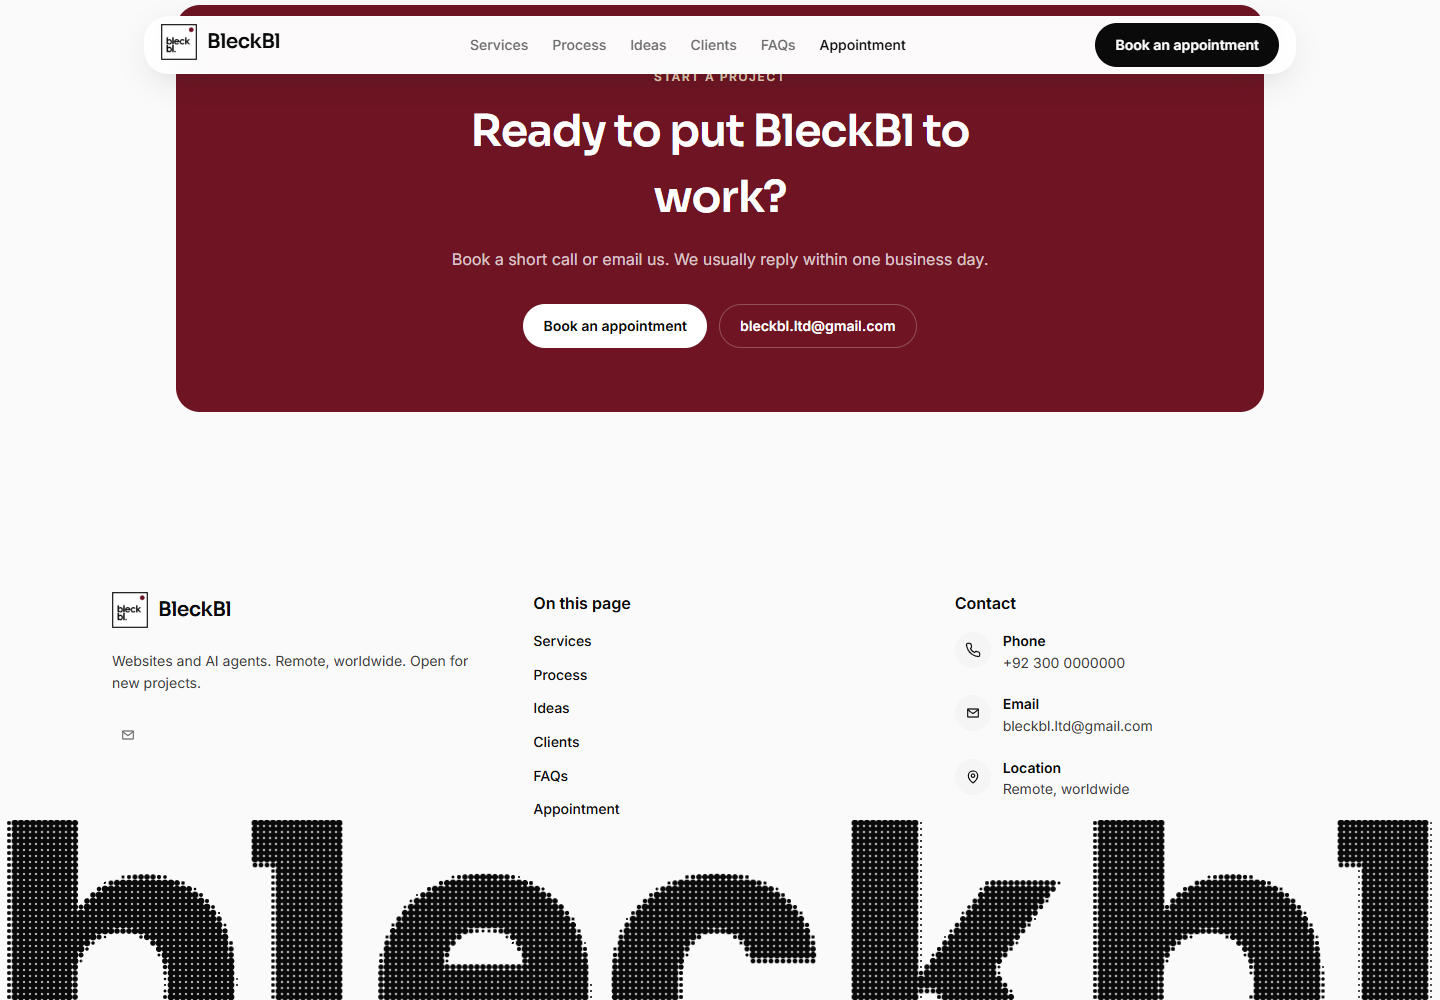 bleck
bl.
BleckBl
Services
Process
Ideas
Clients
FAQs
Appointment
Book an appointment
START A PROJECT
Ready to put BleckBl to
work?
Book a short call or email us. We usually reply within one business day.
Book an appointment
bleckbl.ltd@gmail.com
bleck
bl.
BleckBl
Websites and AI agents. Remote, worldwide. Open for
new projects.
On this page
Services
Process
Ideas
Clients
FAQs
Appointment
Contact
Phone
+92 300 0000000
Email
bleckbl.ltd@gmail.com
Location
Remote, worldwide
bleckbl